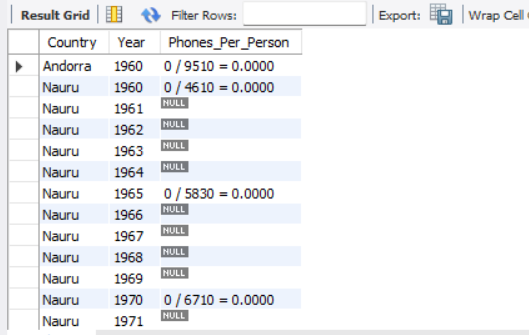 Result Grid Filter Rows: Export: Wrap Cell
Country Year Phones_Per_Person
Andorra 1960 0 / 9510 = 0.0000
Nauru 1960 0 / 4610 = 0.0000
Nauru 1961 NULL
Nauru 1962 NULL
Nauru 1963 NULL
Nauru 1964 NULL
Nauru 1965 0 / 5830 = 0.0000
Nauru 1966 NULL
Nauru 1967 NULL
Nauru 1968 NULL
Nauru 1969 NULL
Nauru 1970 0 / 6710 = 0.0000
Nauru 1971 NULL